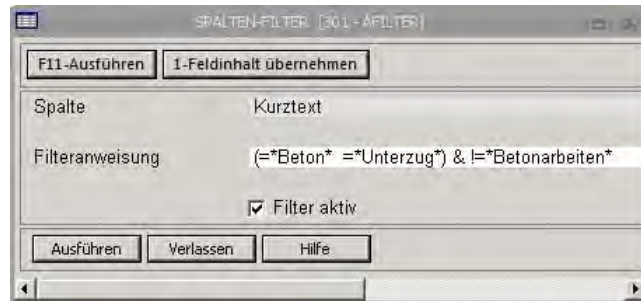 SPALTEN-FILTER [301 - AFILTER]
F11-Ausführen 1-Feldinhalt übernehmen
Spalte Kurztext
Filteranweisung (=*Beton* =*Unterzug*) & !=*Betonarbeiten*
Filter aktiv
Ausführen Verlassen Hilfe